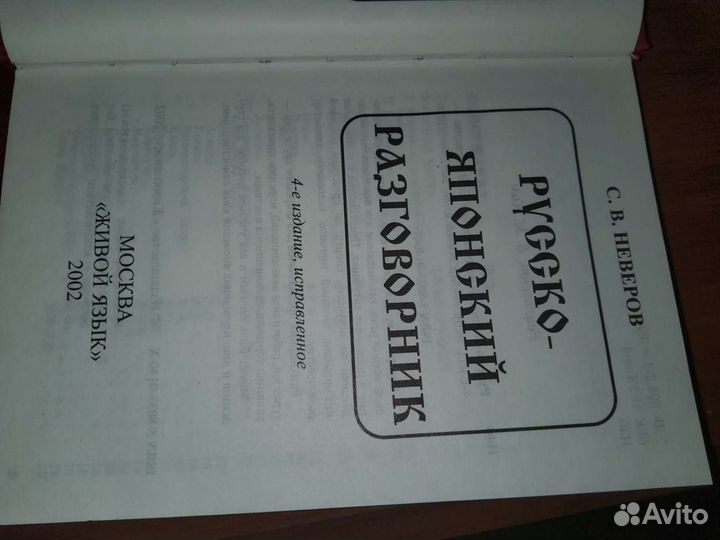 С. В. НЕВЕРОВ
РУССКО-
ЯПОНСКИЙ
РАЗГОВОРНИК
4-е издание, исправленное
МОСКВА
«ЖИВОЙ ЯЗЫК»
2002
Avito